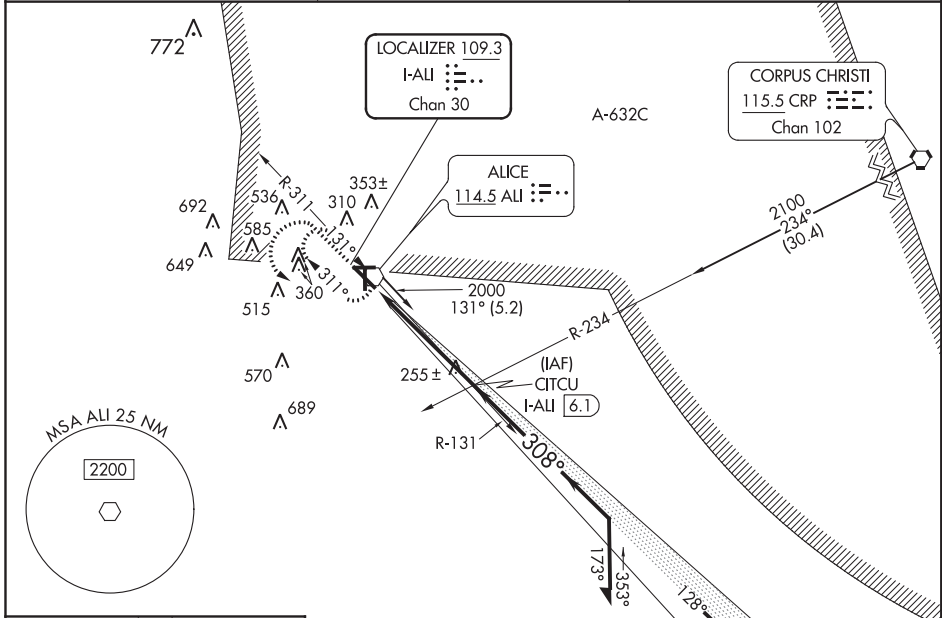 772
LOCALIZER 109.3
I-ALI
Chan 30
A-632C
CORPUS CHRISTI
115.5 CRP
Chan 102
ALICE
114.5 ALI
R-311
131°
536
353±
310
692
585
649
311°
360
515
2000
131° (5.2)
2100
234°
(30.4)
R-234
(IAF)
CITCU
I-ALI 6.1
255±
570
689
R-131
308°
MSA ALI 25 NM
2200
173°
353°
128°